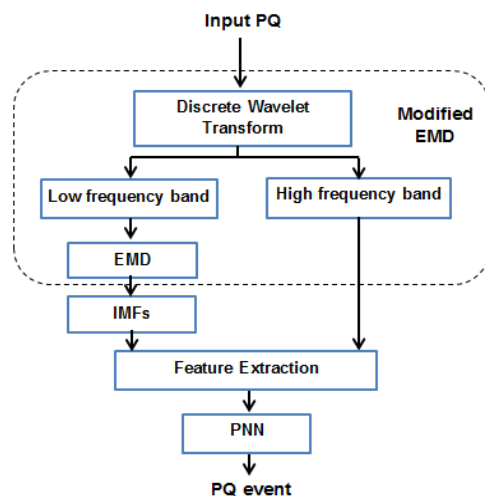 Input PQ
Discrete Wavelet
Transform
Modified
EMD
Low frequency band
High frequency band
EMD
IMFs
Feature Extraction
PNN
PQ event